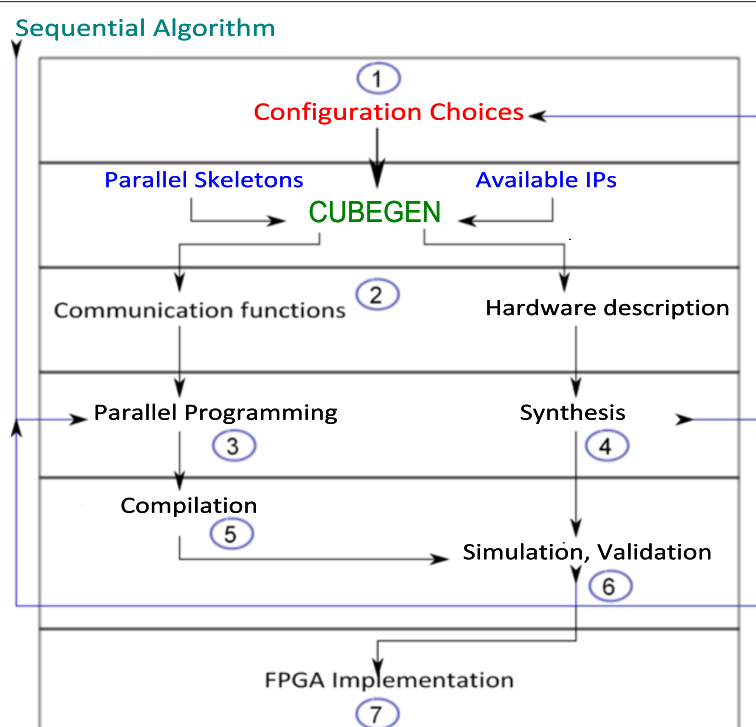 Sequential Algorithm
1
Configuration Choices
Parallel Skeletons
Available IPs
CUBEGEN
Communication functions
2
Hardware description
Parallel Programming
Synthesis
3
4
Compilation
5
Simulation, Validation
6
FPGA Implementation
7